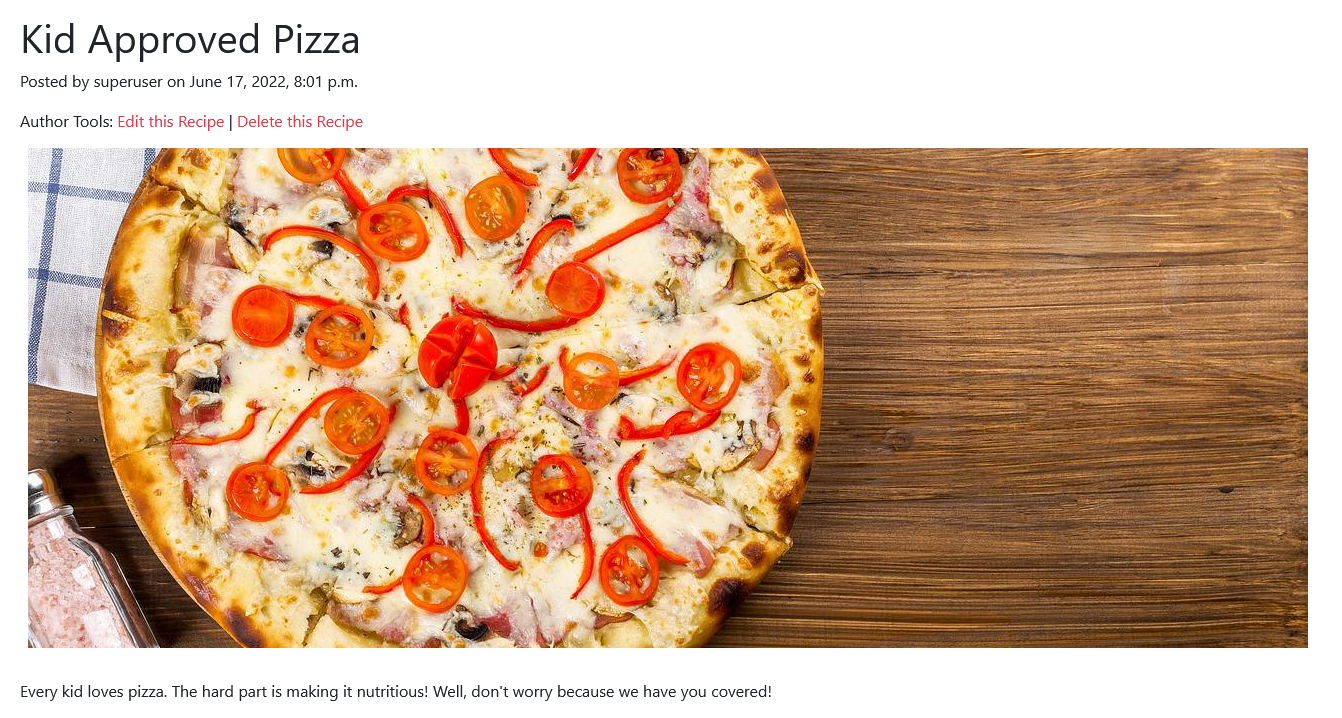 Kid Approved Pizza
Posted by superuser on June 17, 2022, 8:01 p.m.
Author Tools: Edit this Recipe | Delete this Recipe
Every kid loves pizza. The hard part is making it nutritious! Well, don't worry because we have you covered!